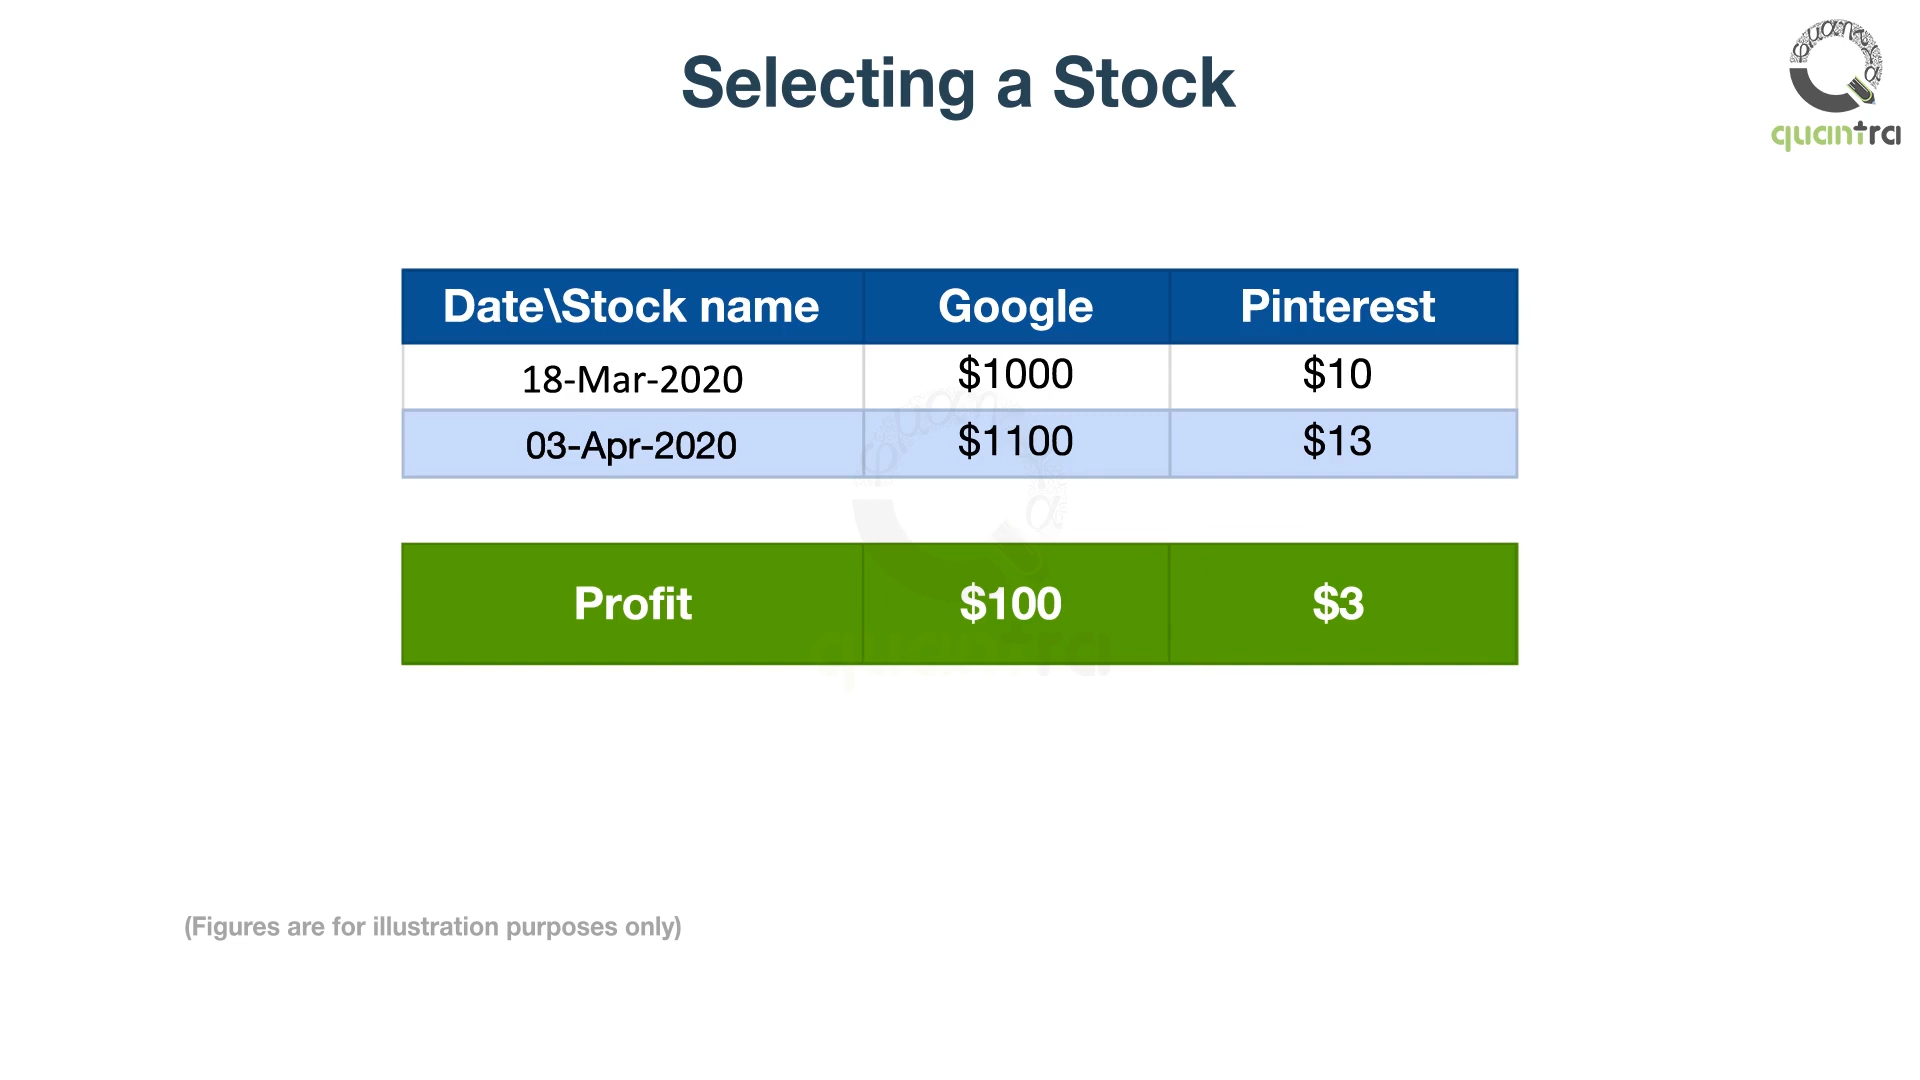 Selecting a Stock
quantra
Date\Stock name Google Pinterest
18-Mar-2020 $1000 $10
03-Apr-2020 $1100 $13
Profit $100 $3
quantra
(Figures are for illustration purposes only)